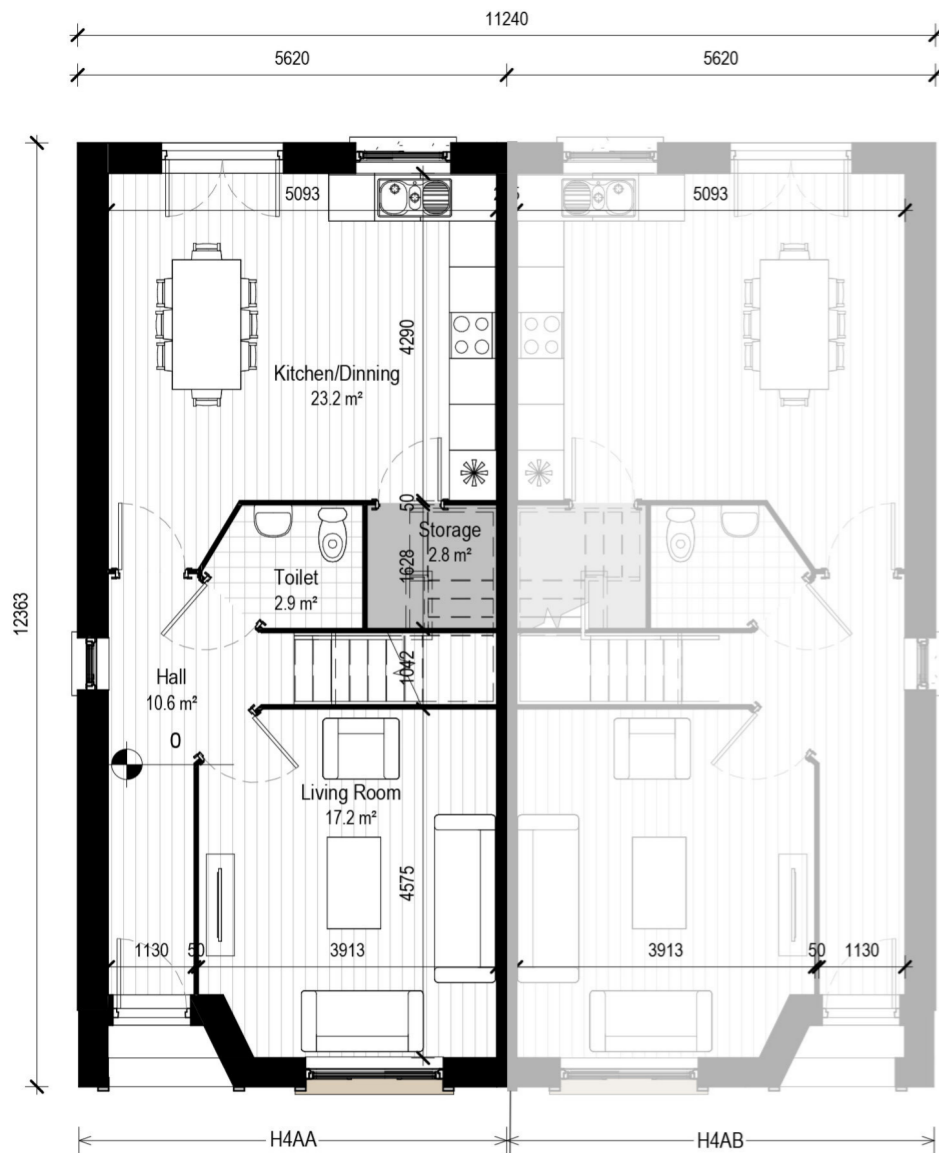 11240
5620 5620
5093 5093
4290
Kitchen/Dinning
23.2 m²
50
Storage
2.8 m²
1628
Toilet
2.9 m²
12363
1042
Hall
10.6 m²
0
Living Room
17.2 m²
4575
1130 50 3913 3913 50 1130
H4AA H4AB